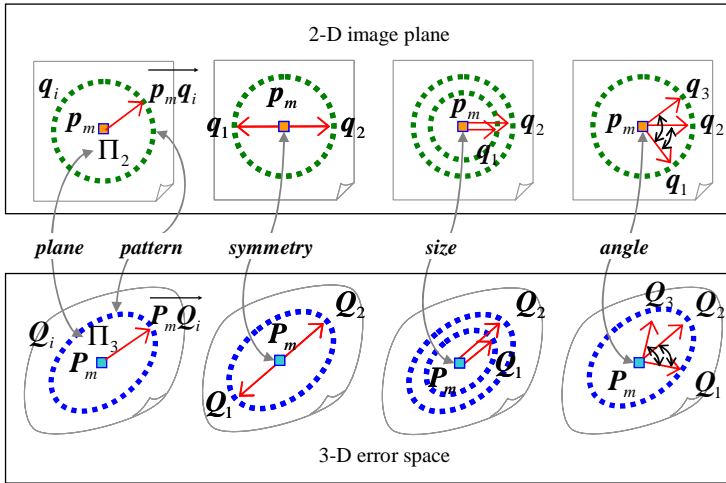 2-D image plane
q_i
p_m q_i
p_m
Π_2
p_m
q_1
q_2
p_m
q_2
q_1
q_3
p_m
q_2
q_1
plane
pattern
symmetry
size
angle
Q_i
P_m Q_i
Π_3
P_m
Q_2
P_m
Q_1
Q_2
P_m
Q_1
Q_3
Q_2
P_m
Q_1
3-D error space